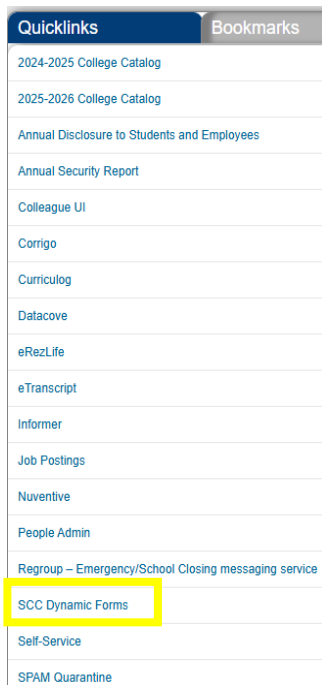 Quicklinks
Bookmarks
2024-2025 College Catalog
2025-2026 College Catalog
Annual Disclosure to Students and Employees
Annual Security Report
Colleague UI
Corrigo
Curriculog
Datacove
eRezLife
eTranscript
Informer
Job Postings
Nuventive
People Admin
Regroup – Emergency/School Closing messaging service
SCC Dynamic Forms
Self-Service
SPAM Quarantine